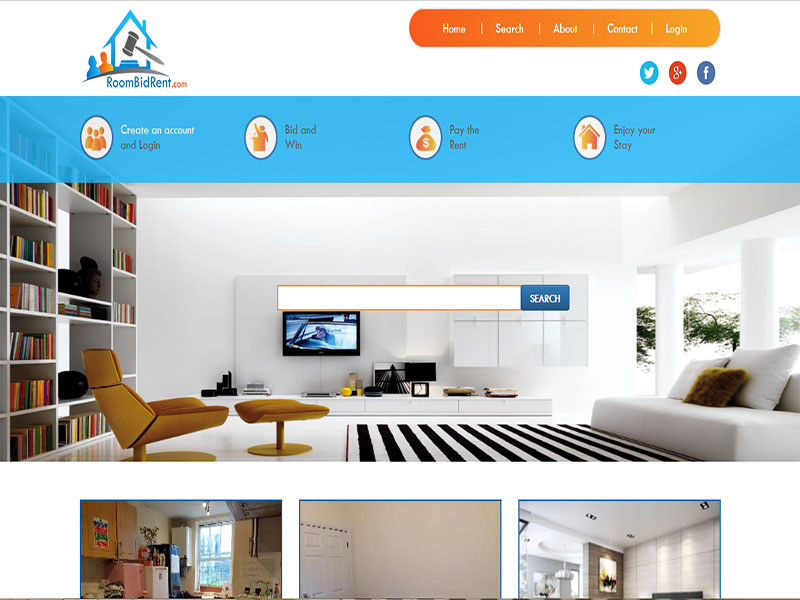 Home
Search
About
Contact
Login
RoomBidRent.com
Create an account
and Login
Bid and
Win
Pay the
Rent
Enjoy your
Stay
SEARCH